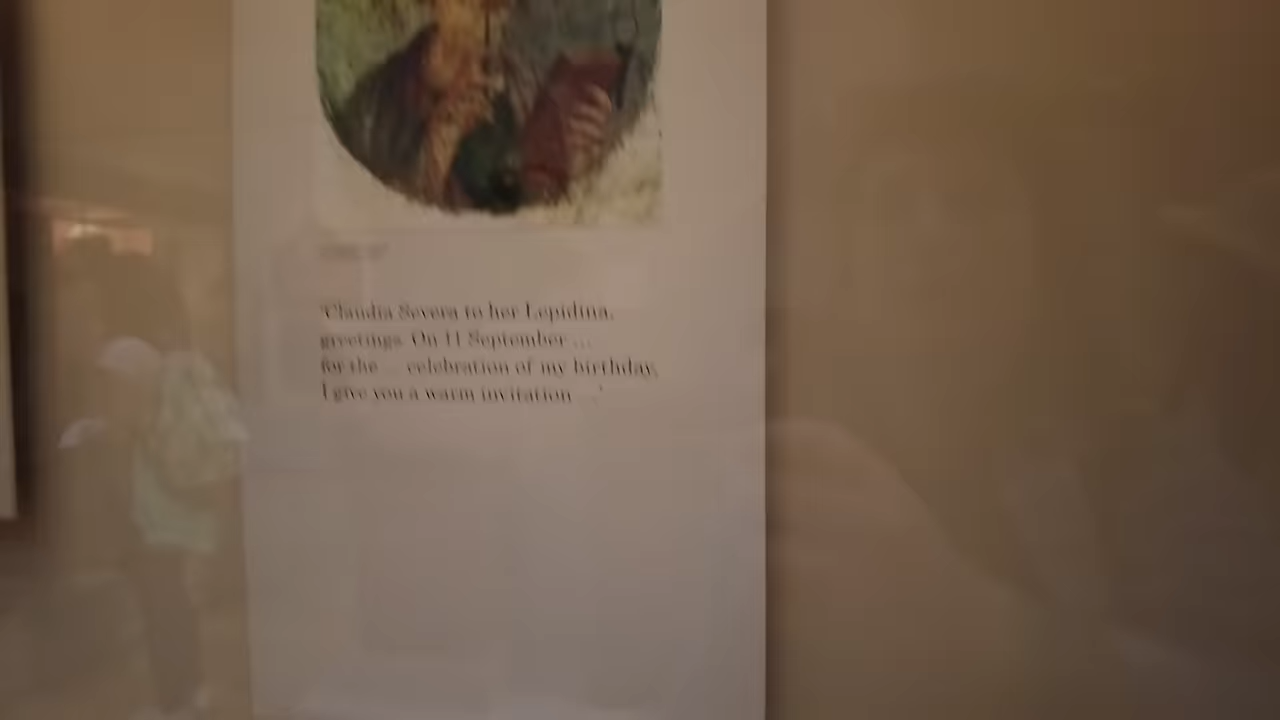 'Claudia Severa to her Lepidina,
greetings. On 11 September ...
for the ... celebration of my birthday,
I give you a warm invitation ...'